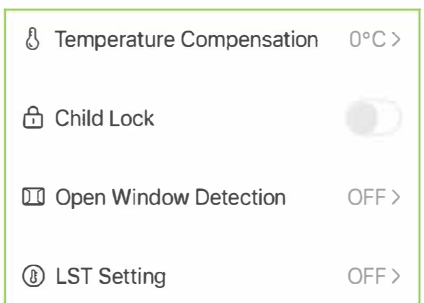 Temperature Compensation 0°C >
Child Lock
Open Window Detection OFF >
LST Setting OFF >